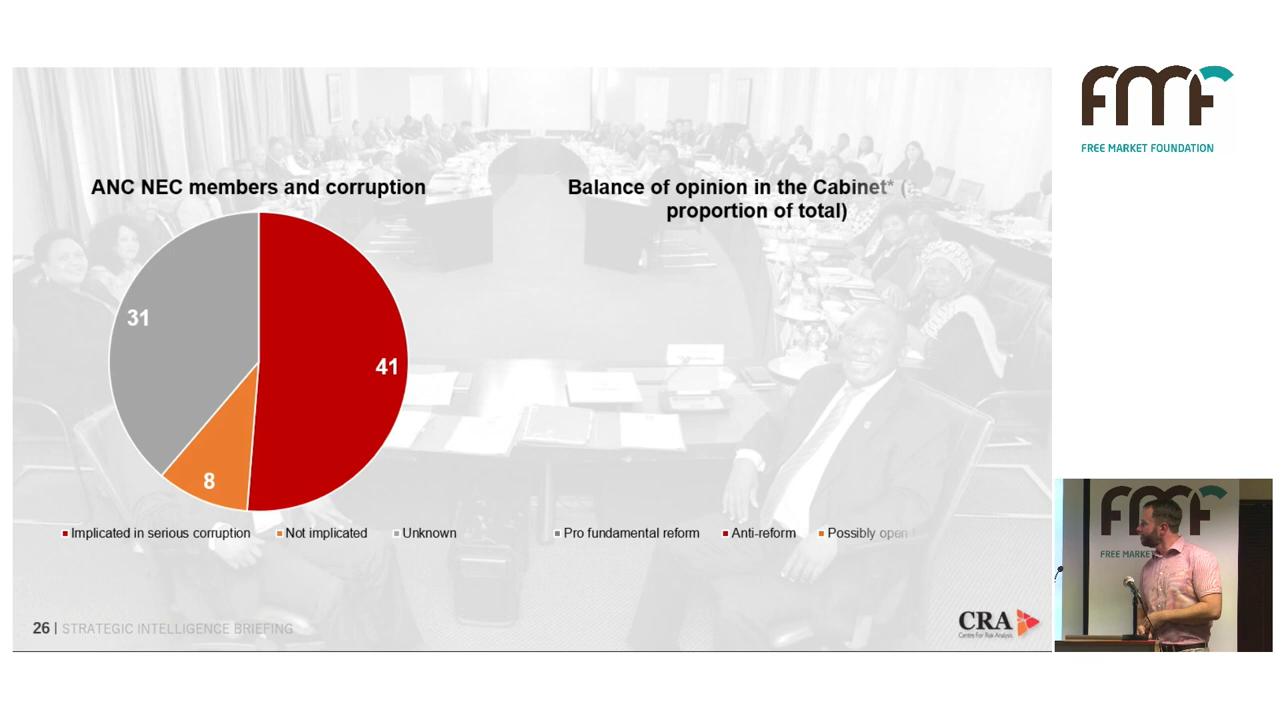 FMF
FREE MARKET FOUNDATION
ANC NEC members and corruption
31
41
8
Implicated in serious corruption
Not implicated
Unknown
Balance of opinion in the Cabinet* (
proportion of total)
Pro fundamental reform
Anti-reform
Possibly open
26 | STRATEGIC INTELLIGENCE BRIEFING
CRA
Centre For Risk Analysis
FMF
FREE MARKET